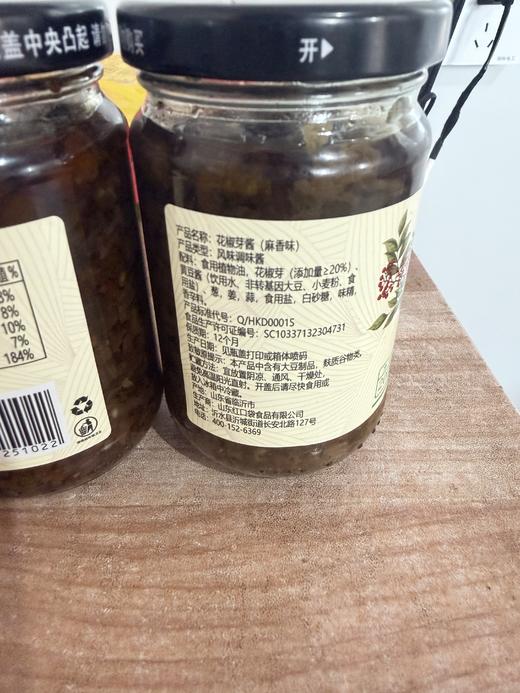 盖中央凸起 请
购买
开
产品名称：花椒芽酱（麻香味）
产品类型：风味调味酱
配料：食用植物油，花椒芽（添加量≥20%），
黄豆酱（饮用水、非转基因大豆、小麦粉、食
用盐），葱，姜，蒜，食用盐，白砂糖，味精，
香辛料。
产品标准代号：Q/HKD0001S
食品生产许可证编号：SC10337132304731
保质期：12个月
生产日期：见瓶盖打印或箱体喷码
致敏原提示：本产品中含有大豆制品，麸质谷物类。
贮藏方法：宜放置阴凉、通风、干燥处，
避免高温阳光直射。开盖后请尽快食用或
放入冰箱中冷藏。
产地：山东省临沂市
生产商：山东红口袋食品有限公司
地址：沂水县沂城街道长安北路127号
电话：400-152-6369
值%
8%
8%
10%
7%
184%
251022